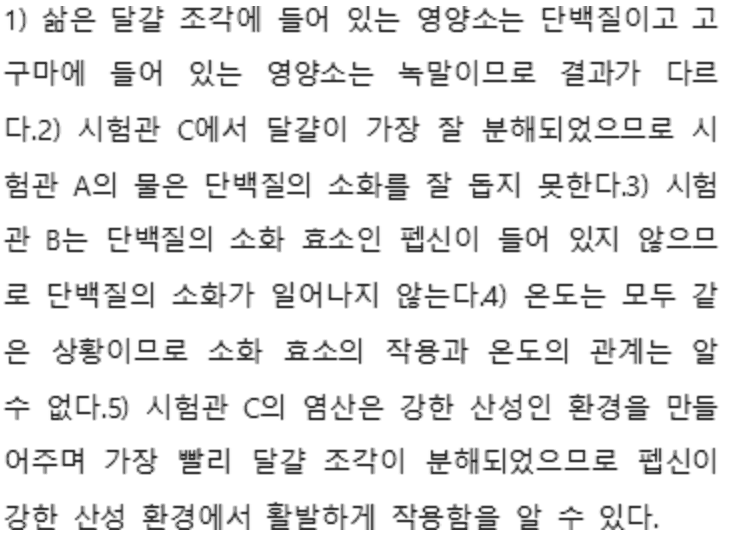 1) 삶은 달걀 조각에 들어 있는 영양소는 단백질이고 고
구마에 들어 있는 영양소는 녹말이므로 결과가 다르
다.2) 시험관 C에서 달걀이 가장 잘 분해되었으므로 시
험관 A의 물은 단백질의 소화를 잘 돕지 못한다.3) 시험
관 B는 단백질의 소화 효소인 펩신이 들어 있지 않으므
로 단백질의 소화가 일어나지 않는다.4) 온도는 모두 같
은 상황이므로 소화 효소의 작용과 온도의 관계는 알
수 없다.5) 시험관 C의 염산은 강한 산성인 환경을 만들
어주며 가장 빨리 달걀 조각이 분해되었으므로 펩신이
강한 산성 환경에서 활발하게 작용함을 알 수 있다.